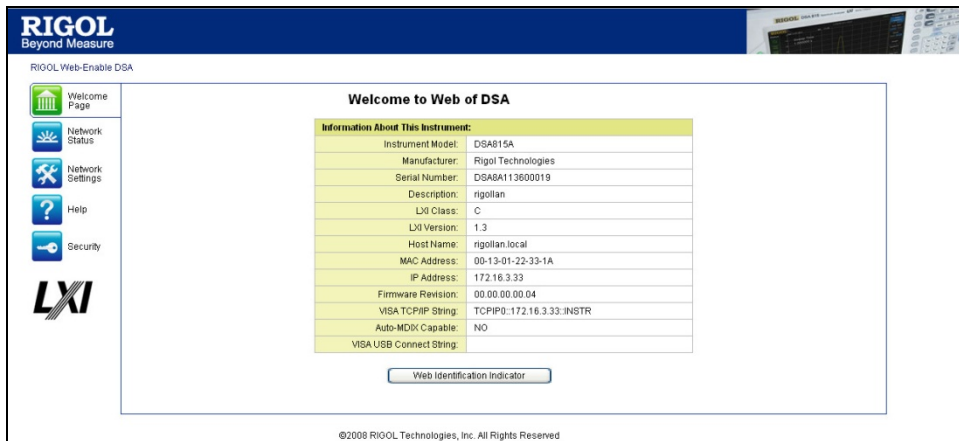 RIGOL
Beyond Measure
RIGOL
RIGOL Web-Enable DSA
Welcome Page
Network Status
Network Settings
Help
Security
LXI
Welcome to Web of DSA
Information About This Instrument:
Instrument Model: DSA815A
Manufacturer: Rigol Technologies
Serial Number: DSA8A113600019
Description: rigollan
LXI Class: C
LXI Version: 1.3
Host Name: rigollan.local
MAC Address: 00-13-01-22-33-1A
IP Address: 172.16.3.33
Firmware Revision: 00.00.00.00.04
VISA TCP/IP String: TCPIP0::172.16.3.33::INSTR
Auto-MDIX Capable: NO
VISA USB Connect String:
Web Identification Indicator
©2008 RIGOL Technologies, Inc. All Rights Reserved